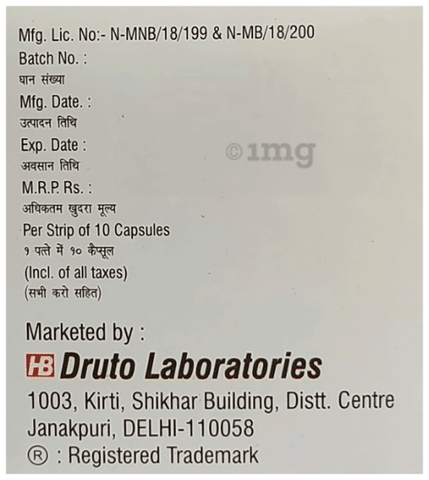 Mfg. Lic. No:- N-MNB/18/199 & N-MB/18/200
Batch No. :
घान संख्या
Mfg. Date. :
उत्पादन तिथि
Exp. Date :
अवसान तिथि
M.R.P. Rs. :
अधिकतम खुदरा मूल्य
Per Strip of 10 Capsules
१ पत्ते में १० कैप्सूल
(Incl. of all taxes)
(सभी करो सहित)
©1mg
Marketed by :
HB Druto Laboratories
1003, Kirti, Shikhar Building, Distt. Centre
Janakpuri, DELHI-110058
® : Registered Trademark